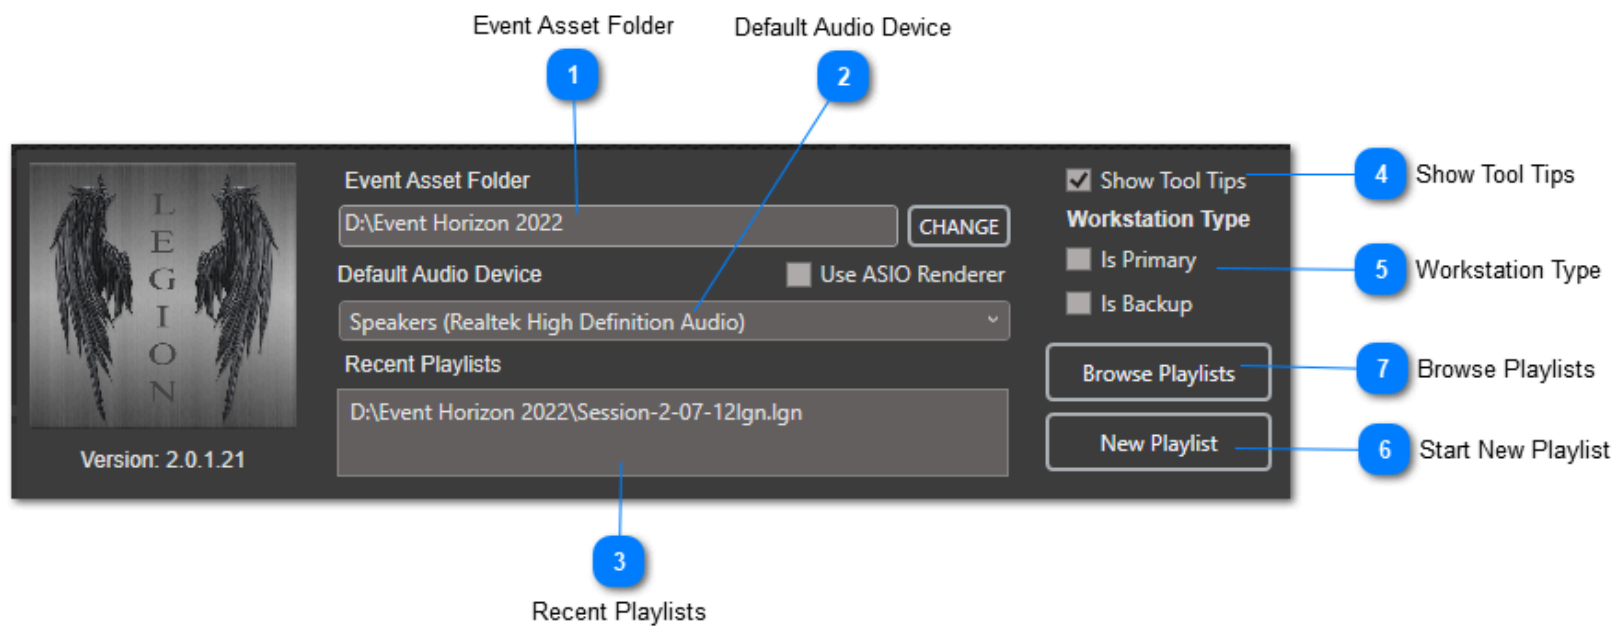 Event Asset Folder
Default Audio Device
1
2
LEGION
Version: 2.0.1.21
Event Asset Folder
D:\Event Horizon 2022
CHANGE
Default Audio Device
Use ASIO Renderer
Speakers (Realtek High Definition Audio)
Recent Playlists
D:\Event Horizon 2022\Session-2-07-12lgn.lgn
Show Tool Tips
Workstation Type
Is Primary
Is Backup
Browse Playlists
New Playlist
4 Show Tool Tips
5 Workstation Type
7 Browse Playlists
6 Start New Playlist
3
Recent Playlists